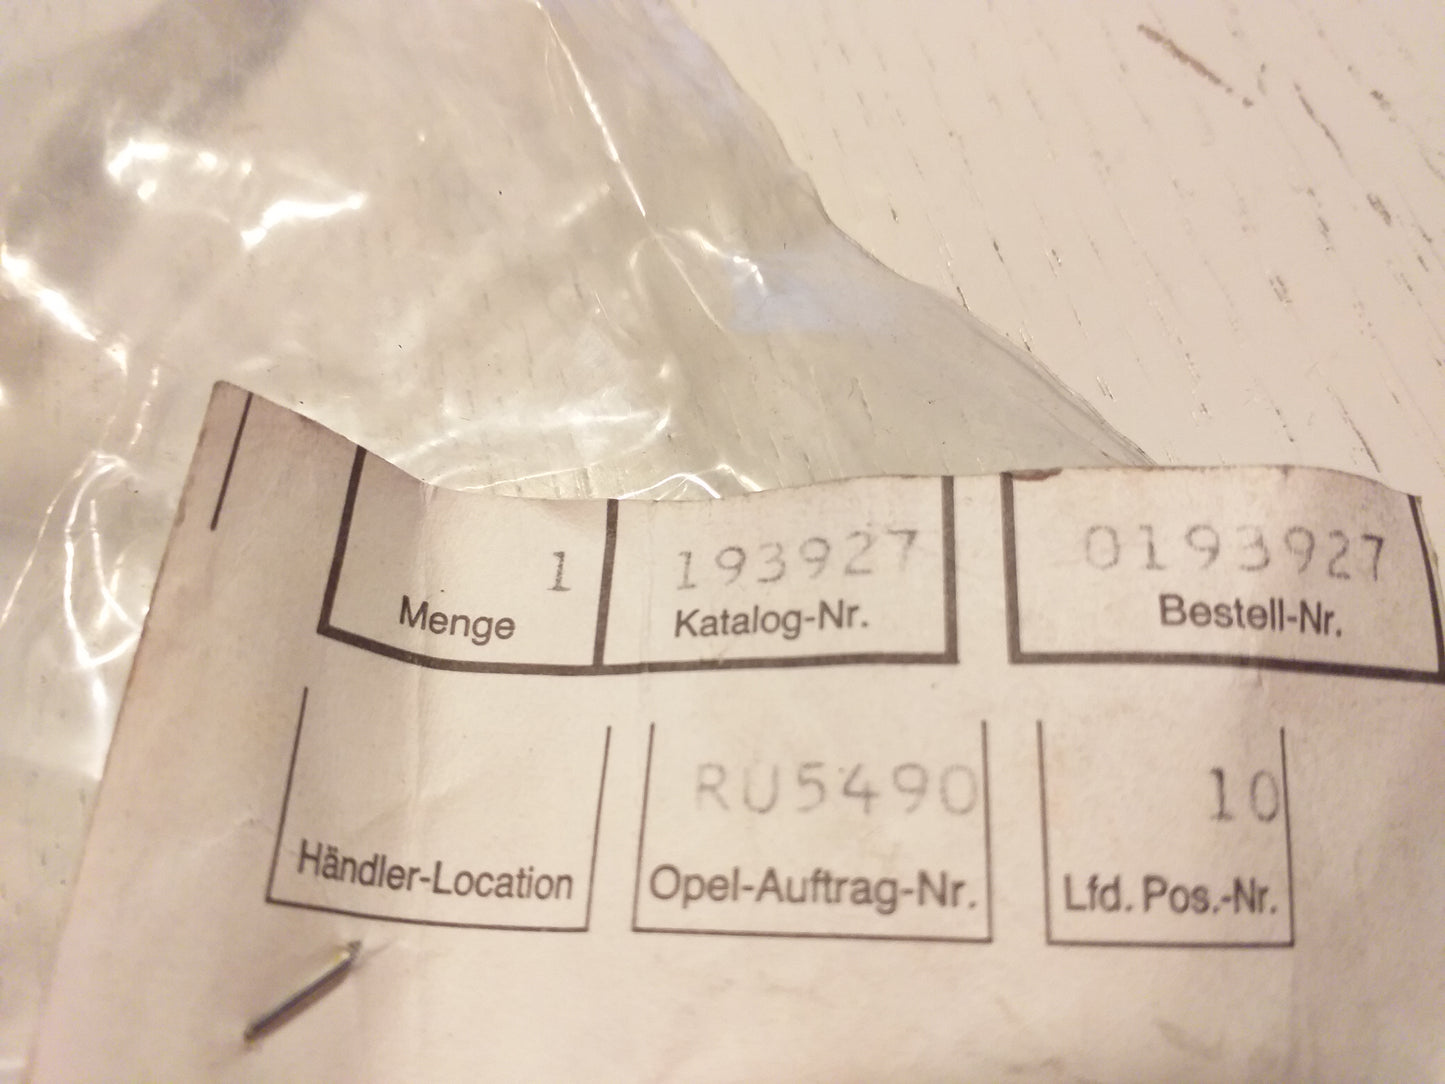 1 193927 0193927
Menge Katalog-Nr. Bestell-Nr.
RU5490 10
Händler-Location Opel-Auftrag-Nr. Lfd. Pos.-Nr.